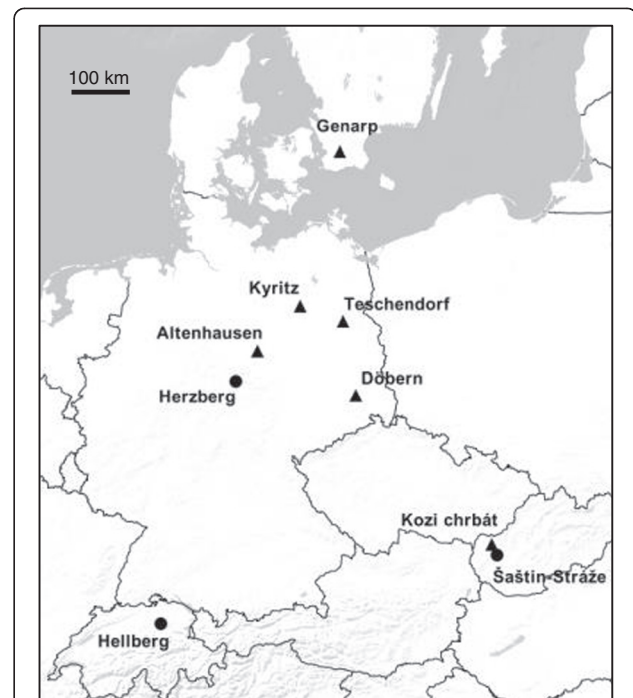 100 km
Genarp
Kyritz
Teschendorf
Altenhausen
Herzberg
Döbern
Kozi chrbát
Šaštin-Stráže
Hellberg